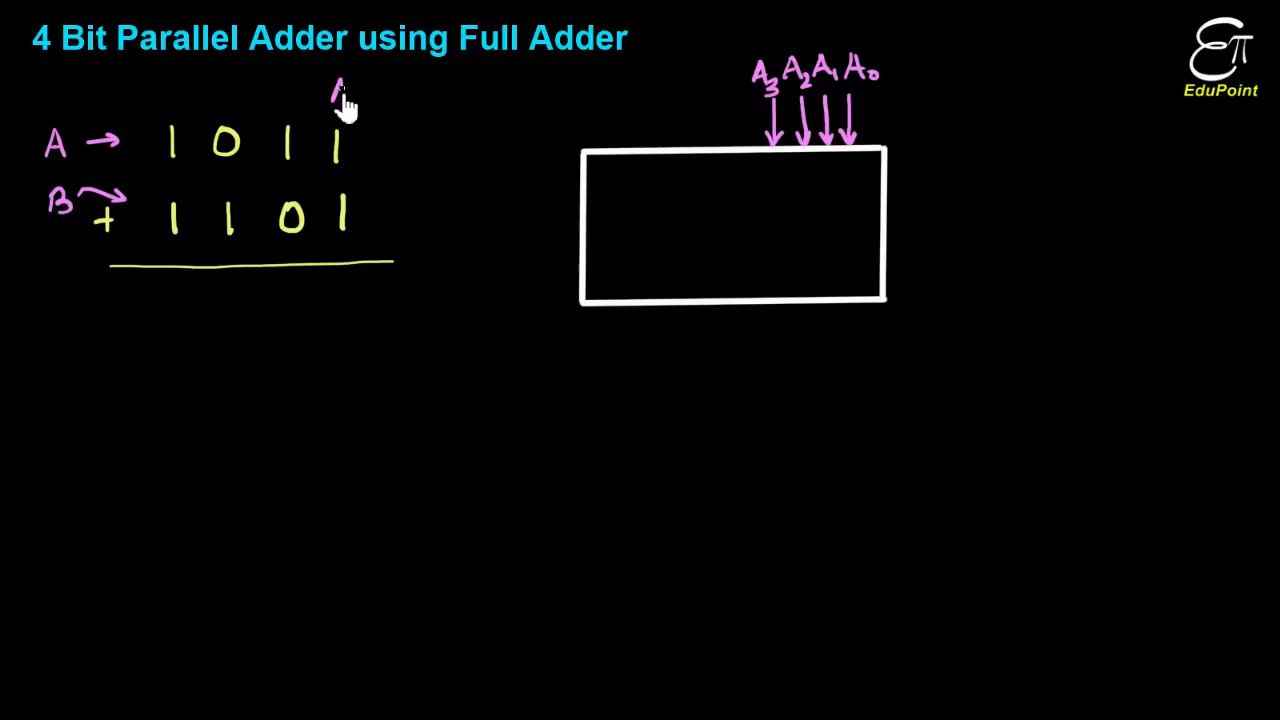 4 Bit Parallel Adder using Full Adder
επ
EduPoint
A₃ A₂ A₁ A₀
A
A → 1 0 1 1
B → + 1 1 0 1